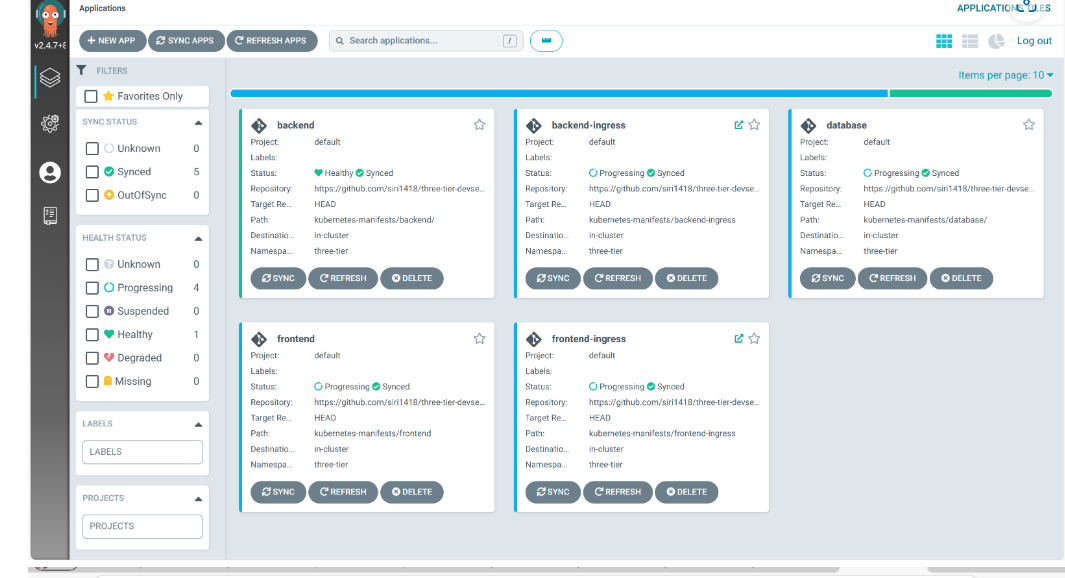 Applications
APPLICATIONS TILES
v2.4.7+8
+ NEW APP
SYNC APPS
REFRESH APPS
Search applications...
/
Log out
FILTERS
Items per page: 10
Favorites Only
SYNC STATUS
Unknown 0
Synced 5
OutOfSync 0
HEALTH STATUS
Unknown 0
Progressing 4
Suspended 0
Healthy 1
Degraded 0
Missing 0
LABELS
LABELS
PROJECTS
PROJECTS
backend
Project: default
Labels:
Status: Healthy Synced
Repository: https://github.com/siri1418/three-tier-devse...
Target Re... HEAD
Path: kubernetes-manifests/backend/
Destinatio... in-cluster
Namespa... three-tier
SYNC REFRESH DELETE
backend-ingress
Project: default
Labels:
Status: Progressing Synced
Repository: https://github.com/siri1418/three-tier-devse...
Target Re... HEAD
Path: kubernetes-manifests/backend-ingress
Destinatio... in-cluster
Namespa... three-tier
SYNC REFRESH DELETE
database
Project: default
Labels:
Status: Progressing Synced
Repository: https://github.com/siri1418/three-tier-devse...
Target Re... HEAD
Path: kubernetes-manifests/database/
Destinatio... in-cluster
Namespa... three-tier
SYNC REFRESH DELETE
frontend
Project: default
Labels:
Status: Progressing Synced
Repository: https://github.com/siri1418/three-tier-devse...
Target Re... HEAD
Path: kubernetes-manifests/frontend
Destinatio... in-cluster
Namespa... three-tier
SYNC REFRESH DELETE
frontend-ingress
Project: default
Labels:
Status: Progressing Synced
Repository: https://github.com/siri1418/three-tier-devse...
Target Re... HEAD
Path: kubernetes-manifests/frontend-ingress
Destinatio... in-cluster
Namespa... three-tier
SYNC REFRESH DELETE